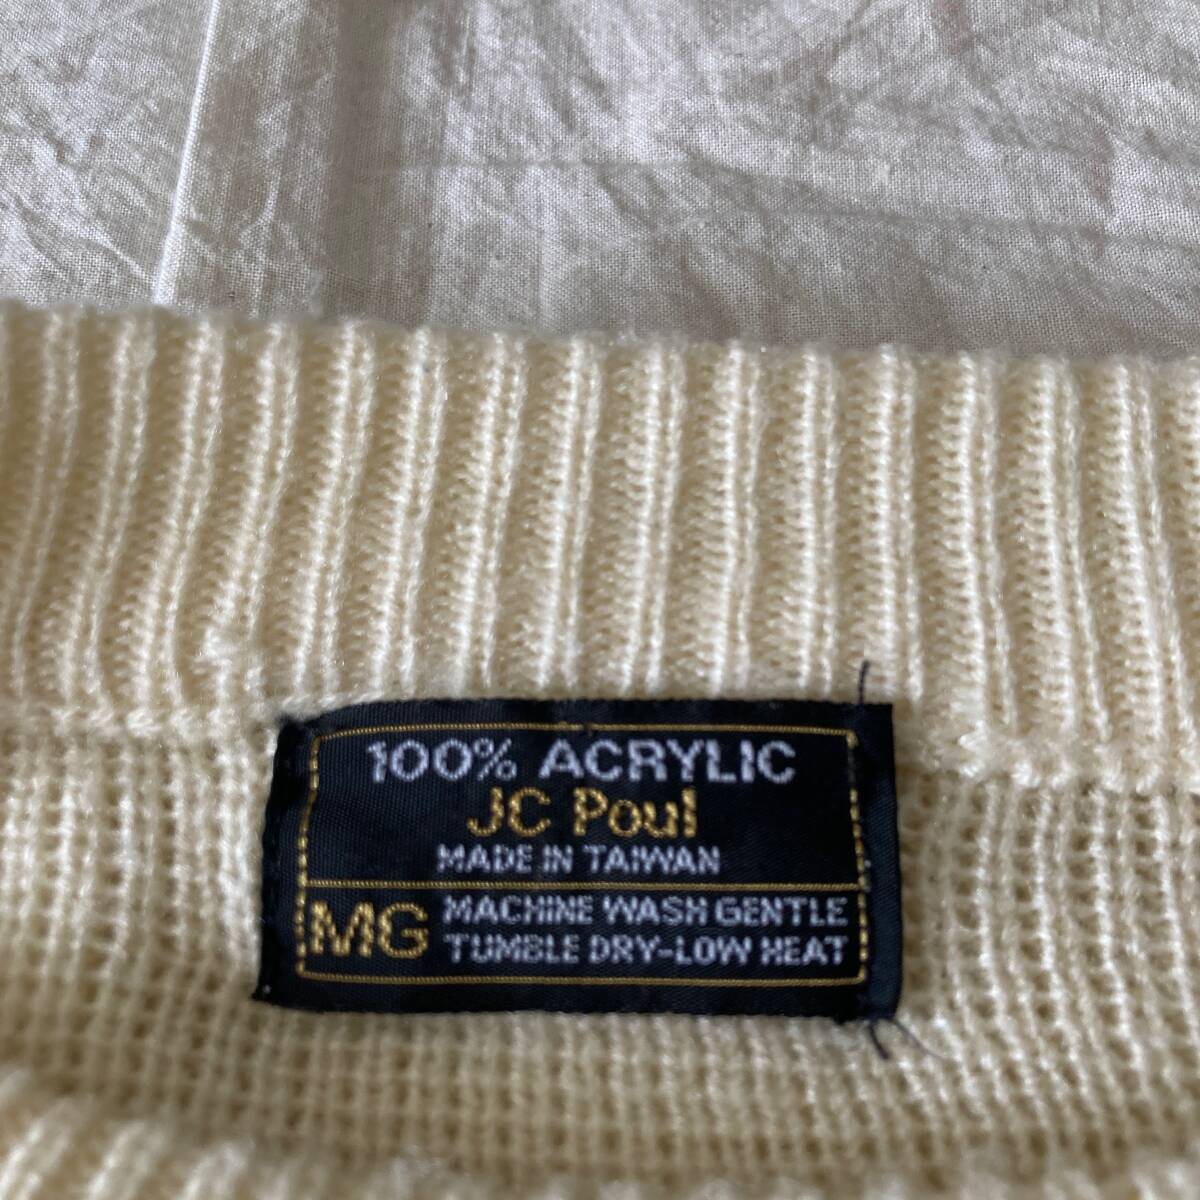 100% ACRYLIC
JC Poul
MADE IN TAIWAN
MG
MACHINE WASH GENTLE
TUMBLE DRY-LOW HEAT